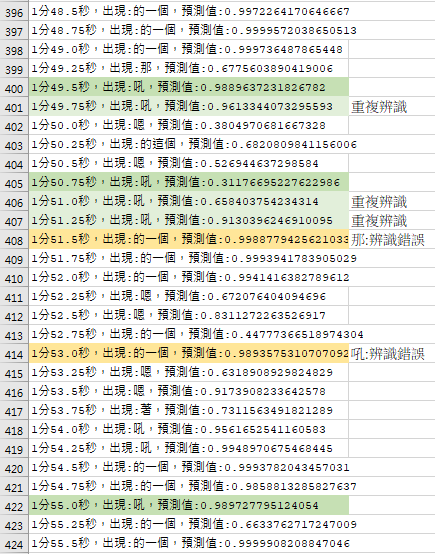 396 1分48.5秒，出現:的一個，預測值:0.9972264170646667
397 1分48.75秒，出現:的一個，預測值:0.9999572038650513
398 1分49.0秒，出現:的一個，預測值:0.999736487865448
399 1分49.25秒，出現:那，預測值:0.6775603890419006
400 1分49.5秒，出現:吼，預測值:0.9889637231826782
401 1分49.75秒，出現:吼，預測值:0.9613344073295593 重複辨識
402 1分50.0秒，出現:嗯，預測值:0.3804970681667328
403 1分50.25秒，出現:的這個，預測值:0.6820809841156006
404 1分50.5秒，出現:嗯，預測值:0.526944637298584
405 1分50.75秒，出現:吼，預測值:0.31176695227622986
406 1分51.0秒，出現:吼，預測值:0.658403754234314 重複辨識
407 1分51.25秒，出現:吼，預測值:0.9130396246910095 重複辨識
408 1分51.5秒，出現:的一個，預測值:0.9988779425621033 那:辨識錯誤
409 1分51.75秒，出現:的一個，預測值:0.9993941783905029
410 1分52.0秒，出現:的一個，預測值:0.9941416382789612
411 1分52.25秒，出現:嗯，預測值:0.672076404094696
412 1分52.5秒，出現:嗯，預測值:0.8311272263526917
413 1分52.75秒，出現:的一個，預測值:0.44777366518974304
414 1分53.0秒，出現:的一個，預測值:0.9893575310707092 吼:辨識錯誤
415 1分53.25秒，出現:嗯，預測值:0.6318908929824829
416 1分53.5秒，出現:嗯，預測值:0.9173908233642578
417 1分53.75秒，出現:著，預測值:0.7311563491821289
418 1分54.0秒，出現:吼，預測值:0.9561652541160583
419 1分54.25秒，出現:吼，預測值:0.9948970675468445
420 1分54.5秒，出現:的一個，預測值:0.9993782043457031
421 1分54.75秒，出現:的一個，預測值:0.9858813285827637
422 1分55.0秒，出現:吼，預測值:0.989727795124054
423 1分55.25秒，出現:的一個，預測值:0.6633762717247009
424 1分55.5秒，出現:的一個，預測值:0.9999908208847046